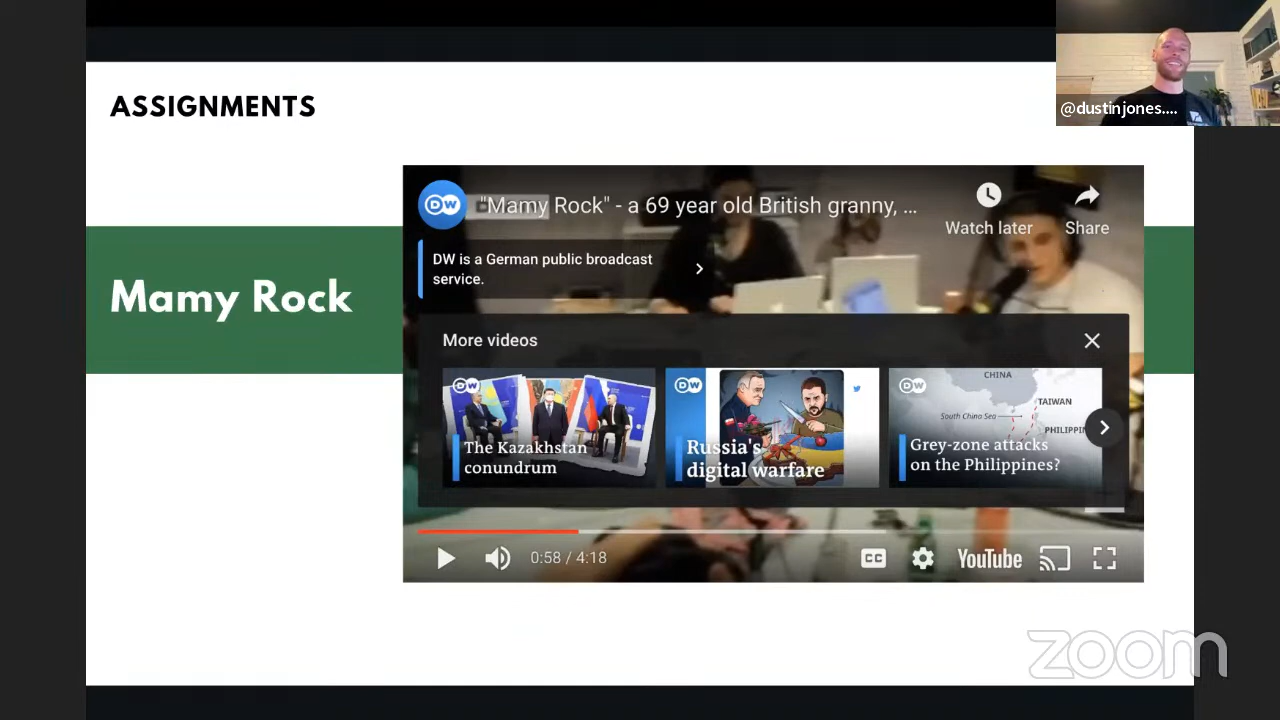 ASSIGNMENTS
@dustinjones....
Mamy Rock
DW
"Mamy Rock" - a 69 year old British granny, ...
Watch later
Share
DW is a German public broadcast
service.
More videos
DW
The Kazakhstan
conundrum
DW
Russia's
digital warfare
DW
CHINA
TAIWAN
South China Sea
PHILIPPIN
Grey-zone attacks
on the Philippines?
0:58 / 4:18
CC
YouTube
zoom